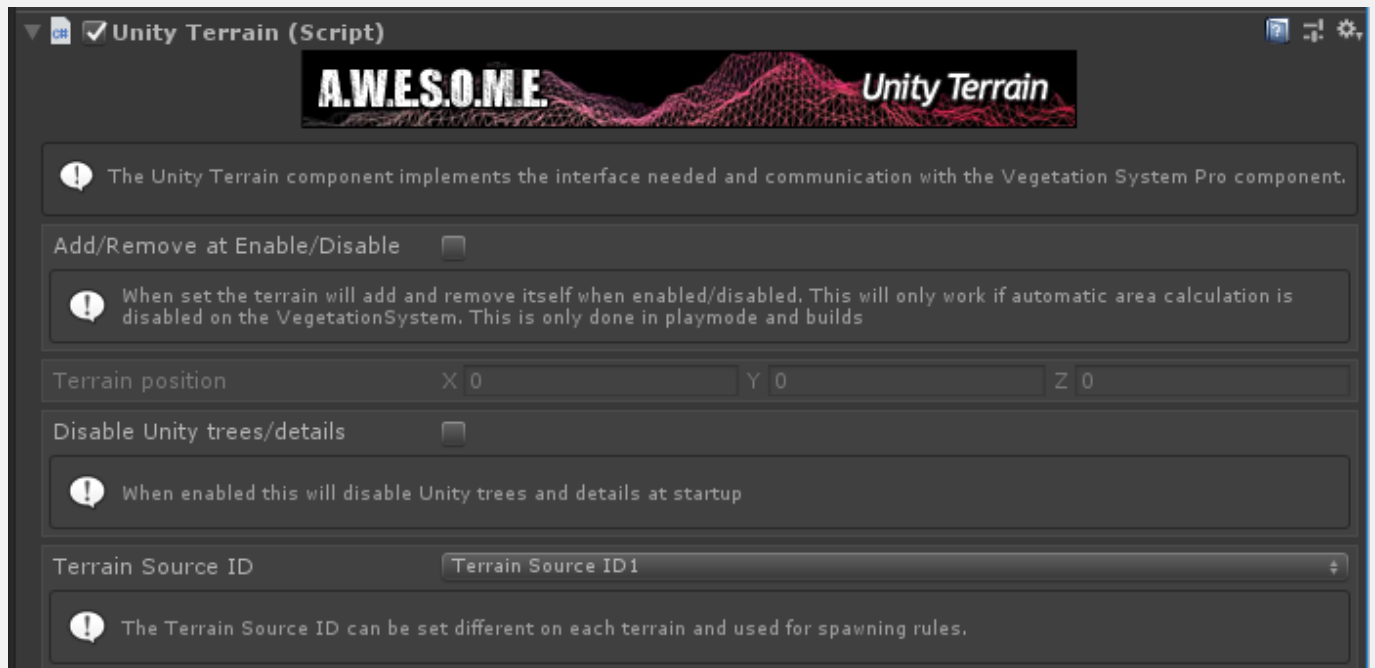 Unity Terrain (Script)
A.W.E.S.O.M.E. Unity Terrain
The Unity Terrain component implements the interface needed and communication with the Vegetation System Pro component.
Add/Remove at Enable/Disable
When set the terrain will add and remove itself when enabled/disabled. This will only work if automatic area calculation is
disabled on the VegetationSystem. This is only done in playmode and builds
Terrain position X 0 Y 0 Z 0
Disable Unity trees/details
When enabled this will disable Unity trees and details at startup
Terrain Source ID Terrain Source ID1
The Terrain Source ID can be set different on each terrain and used for spawning rules.